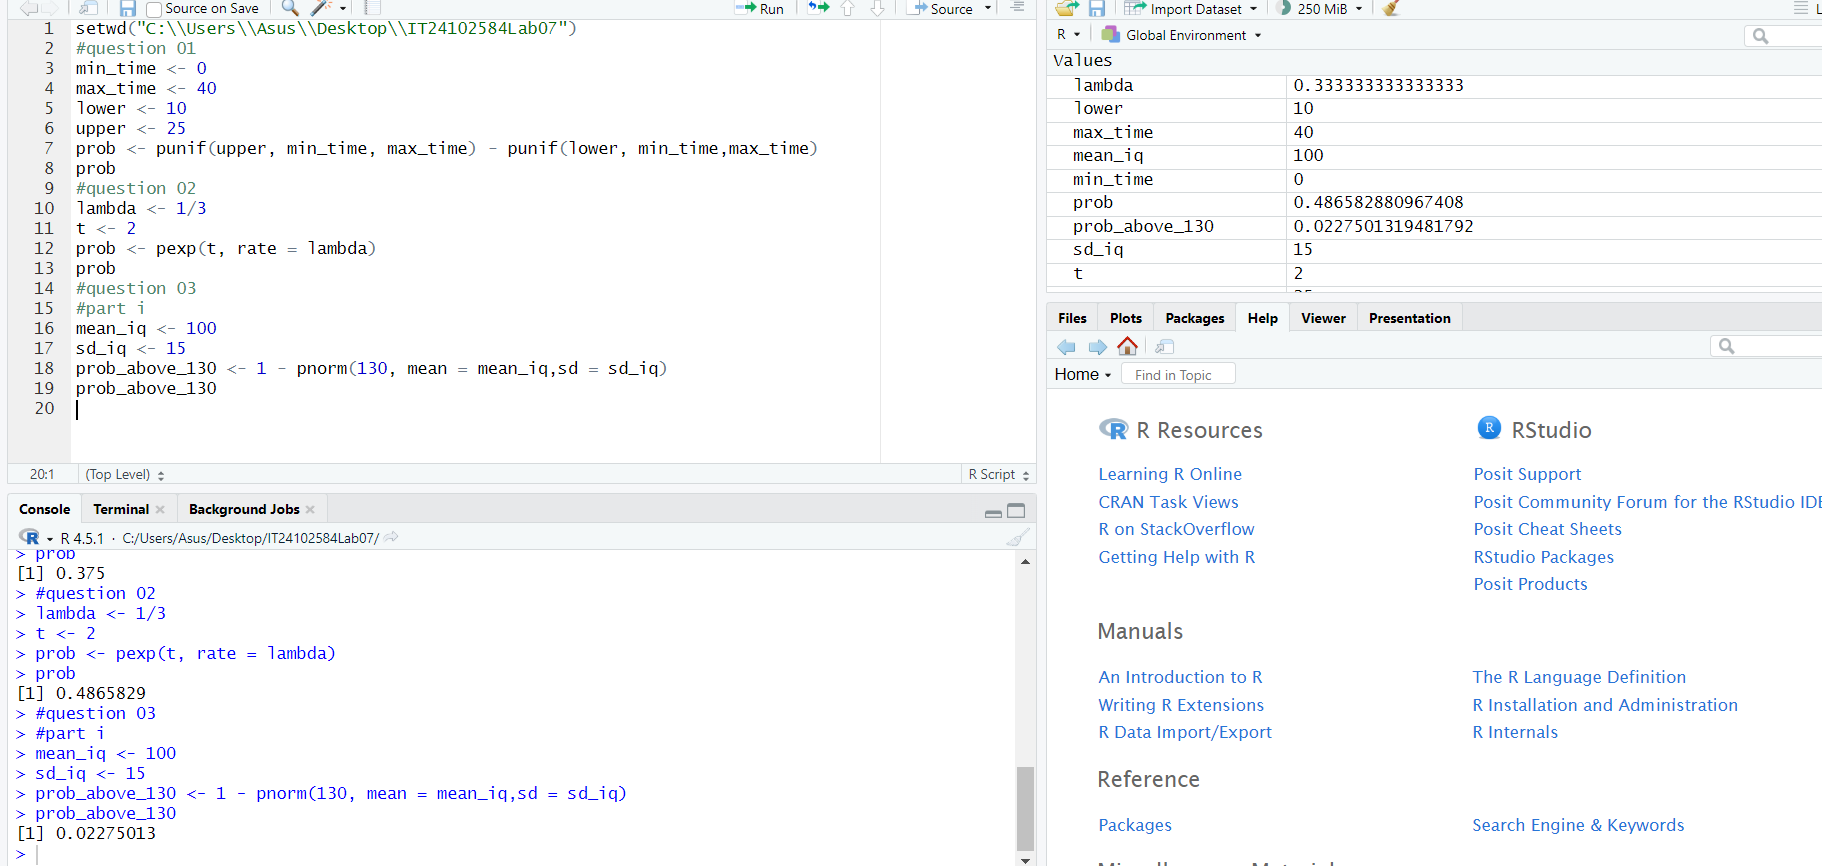 Source on Save
Run
Source
1 setwd("C:\\Users\\Asus\\Desktop\\IT24102584Lab07")
2 #question 01
3 min_time <- 0
4 max_time <- 40
5 lower <- 10
6 upper <- 25
7 prob <- punif(upper, min_time, max_time) - punif(lower, min_time,max_time)
8 prob
9 #question 02
10 lambda <- 1/3
11 t <- 2
12 prob <- pexp(t, rate = lambda)
13 prob
14 #question 03
15 #part i
16 mean_iq <- 100
17 sd_iq <- 15
18 prob_above_130 <- 1 - pnorm(130, mean = mean_iq,sd = sd_iq)
19 prob_above_130
20
20:1 (Top Level) R Script
Console Terminal Background Jobs
R 4.5.1 · C:/Users/Asus/Desktop/IT24102584Lab07/
> prob
[1] 0.375
> #question 02
> lambda <- 1/3
> t <- 2
> prob <- pexp(t, rate = lambda)
> prob
[1] 0.4865829
> #question 03
> #part i
> mean_iq <- 100
> sd_iq <- 15
> prob_above_130 <- 1 - pnorm(130, mean = mean_iq,sd = sd_iq)
> prob_above_130
[1] 0.02275013
>
Import Dataset 250 MiB
R Global Environment
Values
lambda 0.333333333333333
lower 10
max_time 40
mean_iq 100
min_time 0
prob 0.486582880967408
prob_above_130 0.0227501319481792
sd_iq 15
t 2
Files Plots Packages Help Viewer Presentation
Home Find in Topic
R Resources
Learning R Online
CRAN Task Views
R on StackOverflow
Getting Help with R
RStudio
Posit Support
Posit Community Forum for the RStudio IDE
Posit Cheat Sheets
RStudio Packages
Posit Products
Manuals
An Introduction to R
Writing R Extensions
R Data Import/Export
The R Language Definition
R Installation and Administration
R Internals
Reference
Packages
Search Engine & Keywords